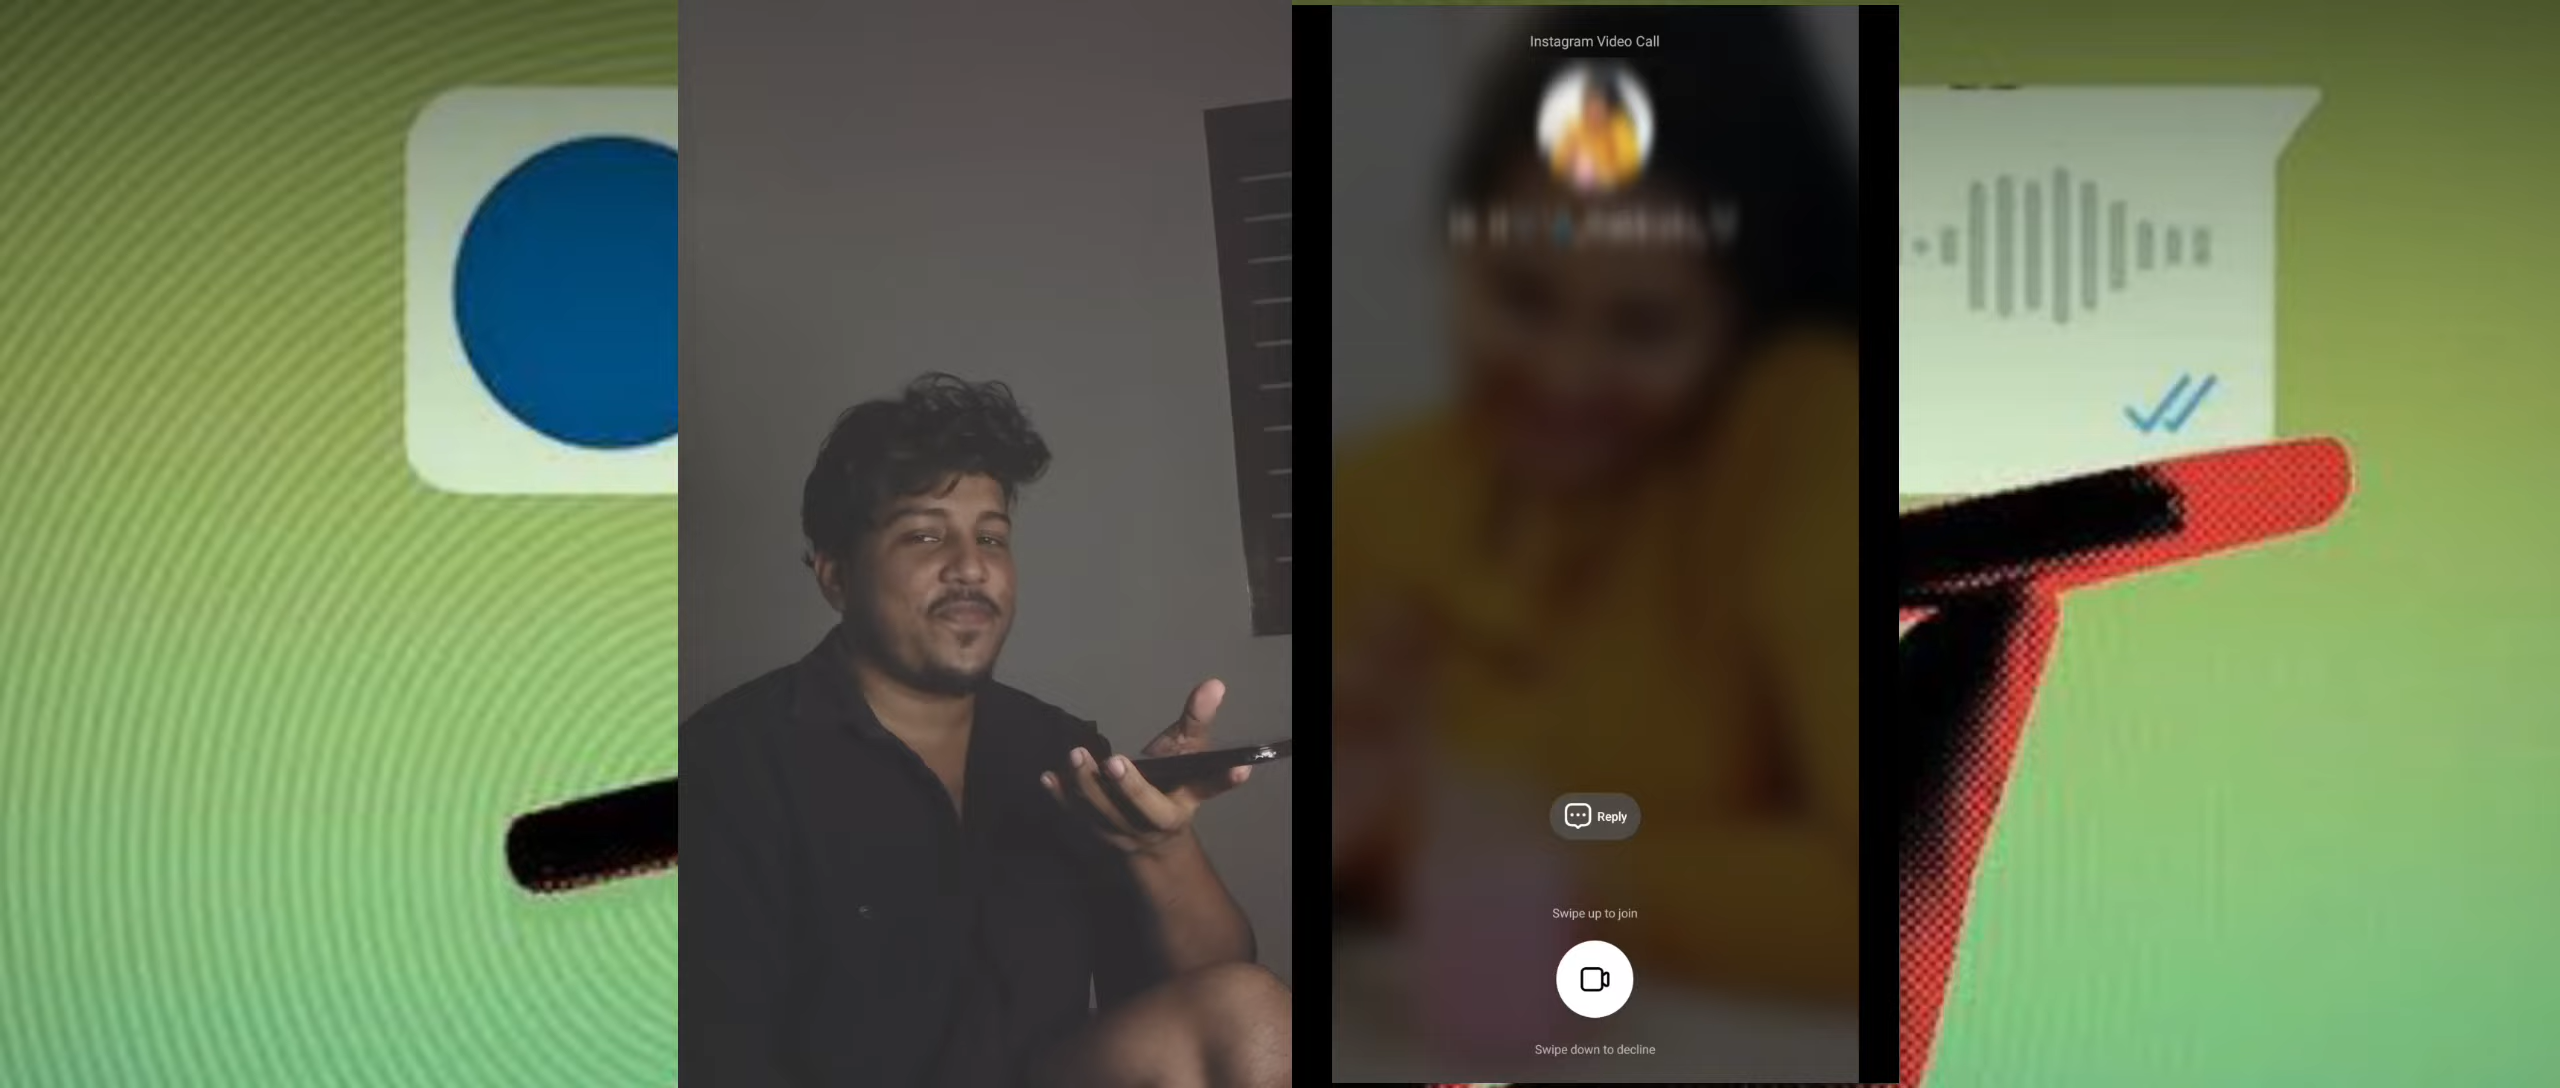 Instagram Video Call
Reply
Swipe up to join
Swipe down to decline